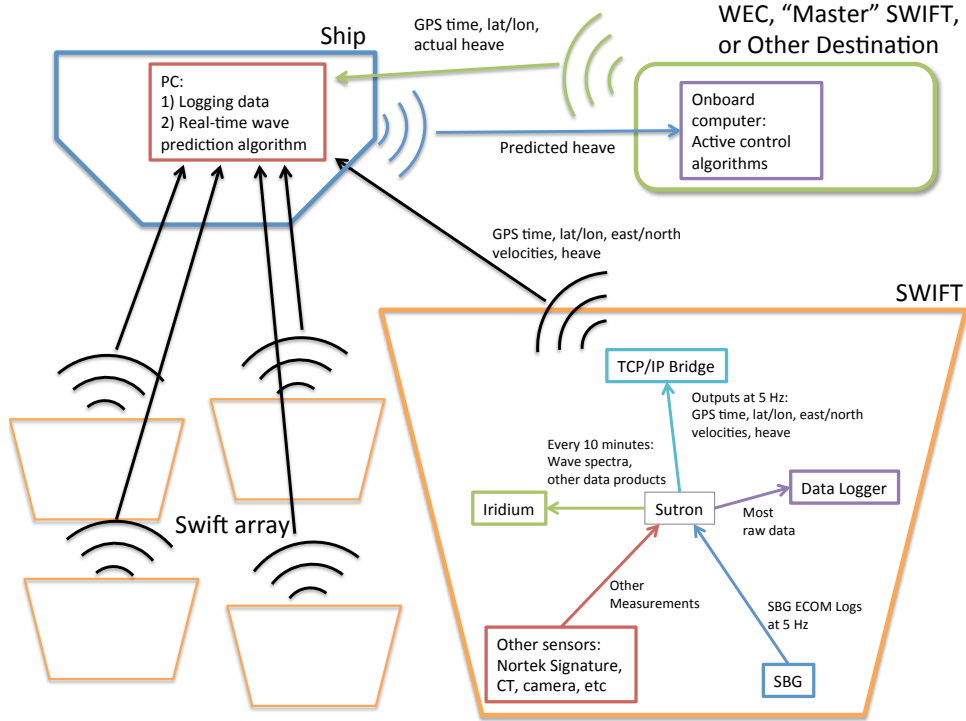 Ship
GPS time, lat/lon,
actual heave
WEC, “Master” SWIFT,
or Other Destination
PC:
1) Logging data
2) Real-time wave
prediction algorithm
Predicted heave
Onboard
computer:
Active control
algorithms
GPS time, lat/lon, east/north
velocities, heave
SWIFT
TCP/IP Bridge
Outputs at 5 Hz:
GPS time, lat/lon, east/north
velocities, heave
Every 10 minutes:
Wave spectra,
other data products
Iridium
Sutron
Data Logger
Most
raw data
Swift array
Other
Measurements
SBG ECOM Logs
at 5 Hz
Other sensors:
Nortek Signature,
CT, camera, etc
SBG